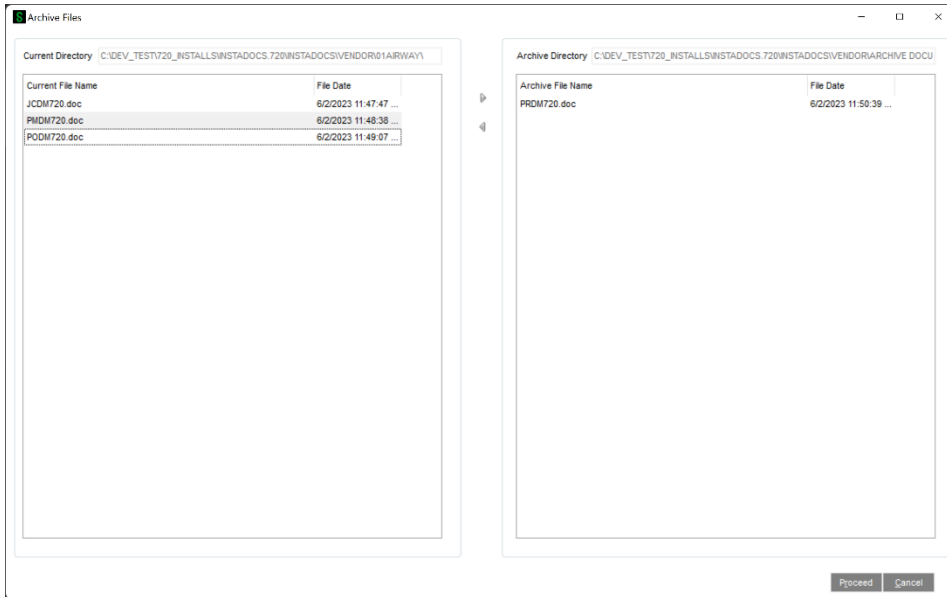 Archive Files
Current Directory C:\DEV_TEST\720_INSTALLS\INSTADOCS.720\INSTADOCS\VENDOR\01AIRWAY\
Archive Directory C:\DEV_TEST\720_INSTALLS\INSTADOCS.720\INSTADOCS\VENDOR\ARCHIVE DOCU
Current File Name File Date
JCDM720.doc 6/2/2023 11:47:47 ...
PMDM720.doc 6/2/2023 11:48:38 ...
PODM720.doc 6/2/2023 11:49:07 ...
Archive File Name File Date
PRDM720.doc 6/2/2023 11:50:39 ...
Proceed Cancel